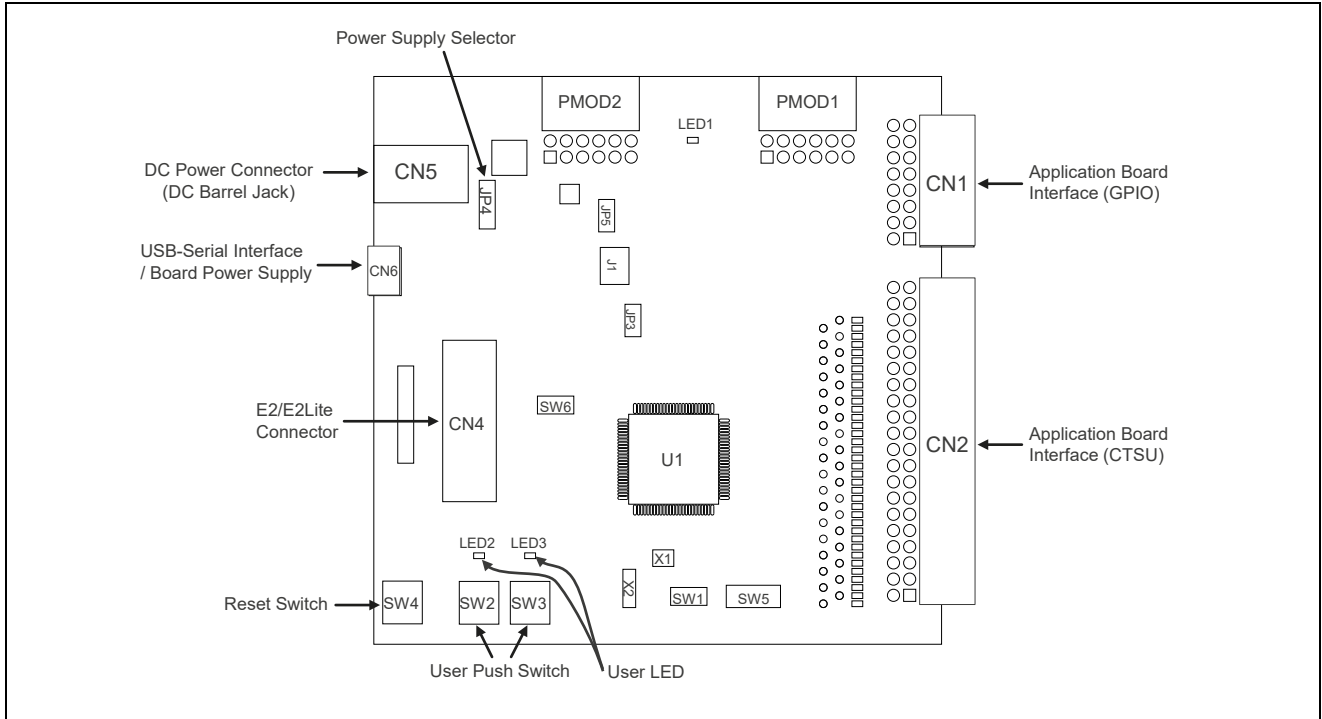 Power Supply Selector
PMOD2
PMOD1
LED1
DC Power Connector
(DC Barrel Jack)
CN5
JP4
JP5
CN1
Application Board
Interface (GPIO)
USB-Serial Interface
/ Board Power Supply
CN6
J1
JP3
E2/E2Lite
Connector
CN4
SW6
U1
CN2
Application Board
Interface (CTSU)
LED2
LED3
X1
X2
Reset Switch
SW4
SW2
SW3
SW1
SW5
User Push Switch
User LED